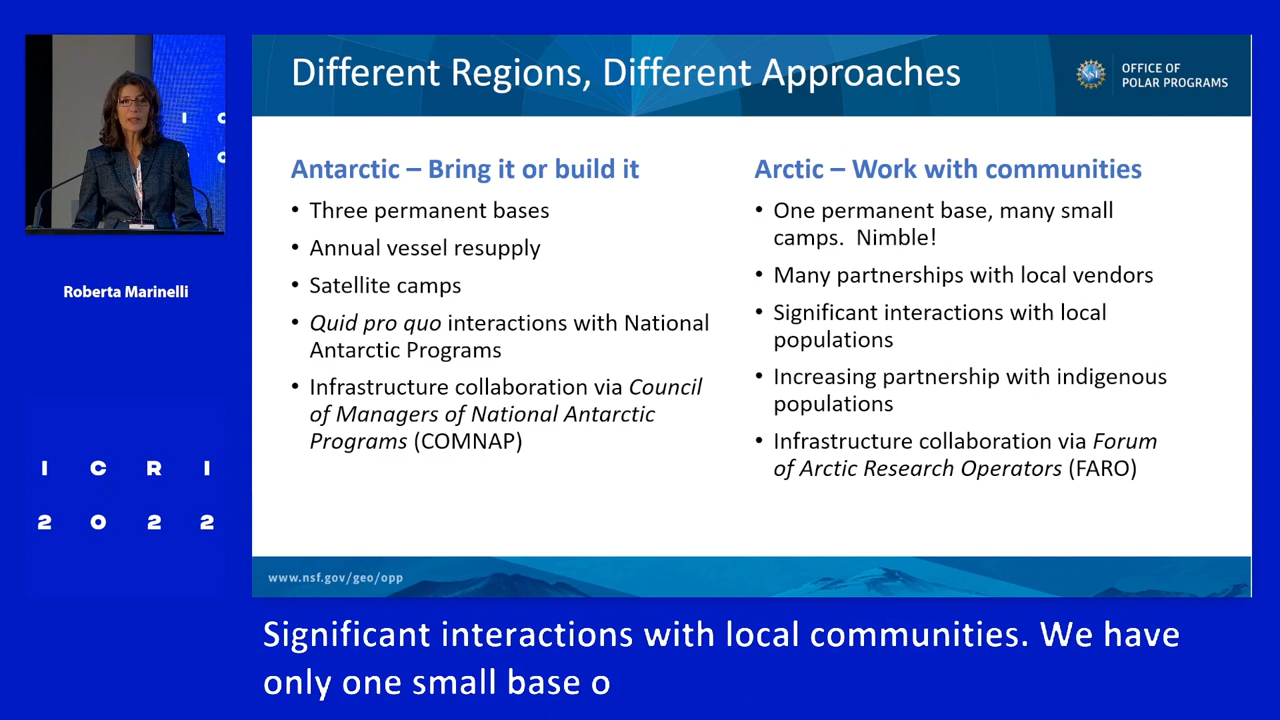 Different Regions, Different Approaches
OFFICE OF
POLAR PROGRAMS
Roberta Marinelli
I C R I
2 0 2 2
Antarctic – Bring it or build it
• Three permanent bases
• Annual vessel resupply
• Satellite camps
• Quid pro quo interactions with National
Antarctic Programs
• Infrastructure collaboration via Council
of Managers of National Antarctic
Programs (COMNAP)
Arctic – Work with communities
• One permanent base, many small
camps. Nimble!
• Many partnerships with local vendors
• Significant interactions with local
populations
• Increasing partnership with indigenous
populations
• Infrastructure collaboration via Forum
of Arctic Research Operators (FARO)
www.nsf.gov/geo/opp
Significant interactions with local communities. We have
only one small base o